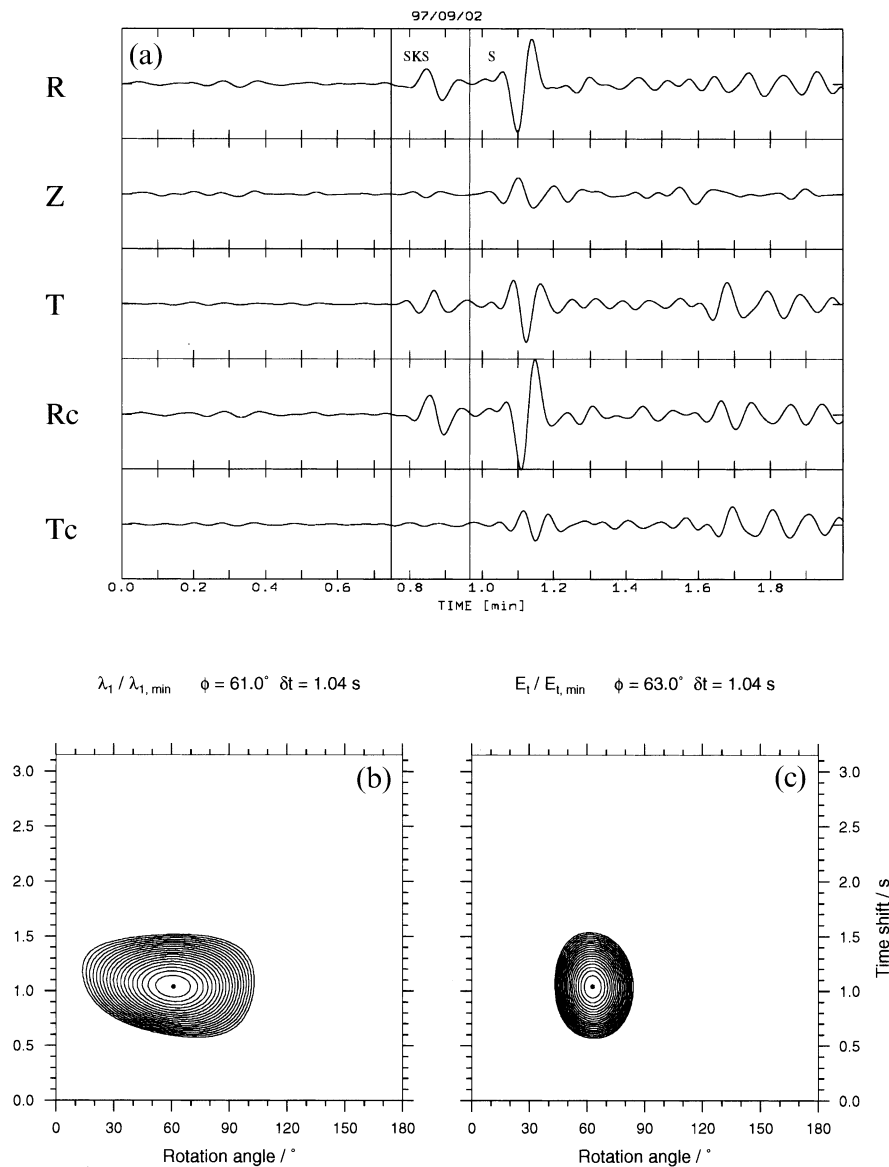 97/09/02
(a)
SKS S
R
Z
T
Rc
Tc
0.0 0.2 0.4 0.6 0.8 1.0 1.2 1.4 1.6 1.8
TIME [min]
λ1 / λ1, min ϕ = 61.0° δt = 1.04 s
Et / Et, min ϕ = 63.0° δt = 1.04 s
(b)
3.0
2.5
2.0
1.5
1.0
0.5
0.0
0 30 60 90 120 150 180
Rotation angle / °
(c)
3.0
2.5
2.0
1.5
1.0
0.5
0.0
Time shift / s
0 30 60 90 120 150 180
Rotation angle / °